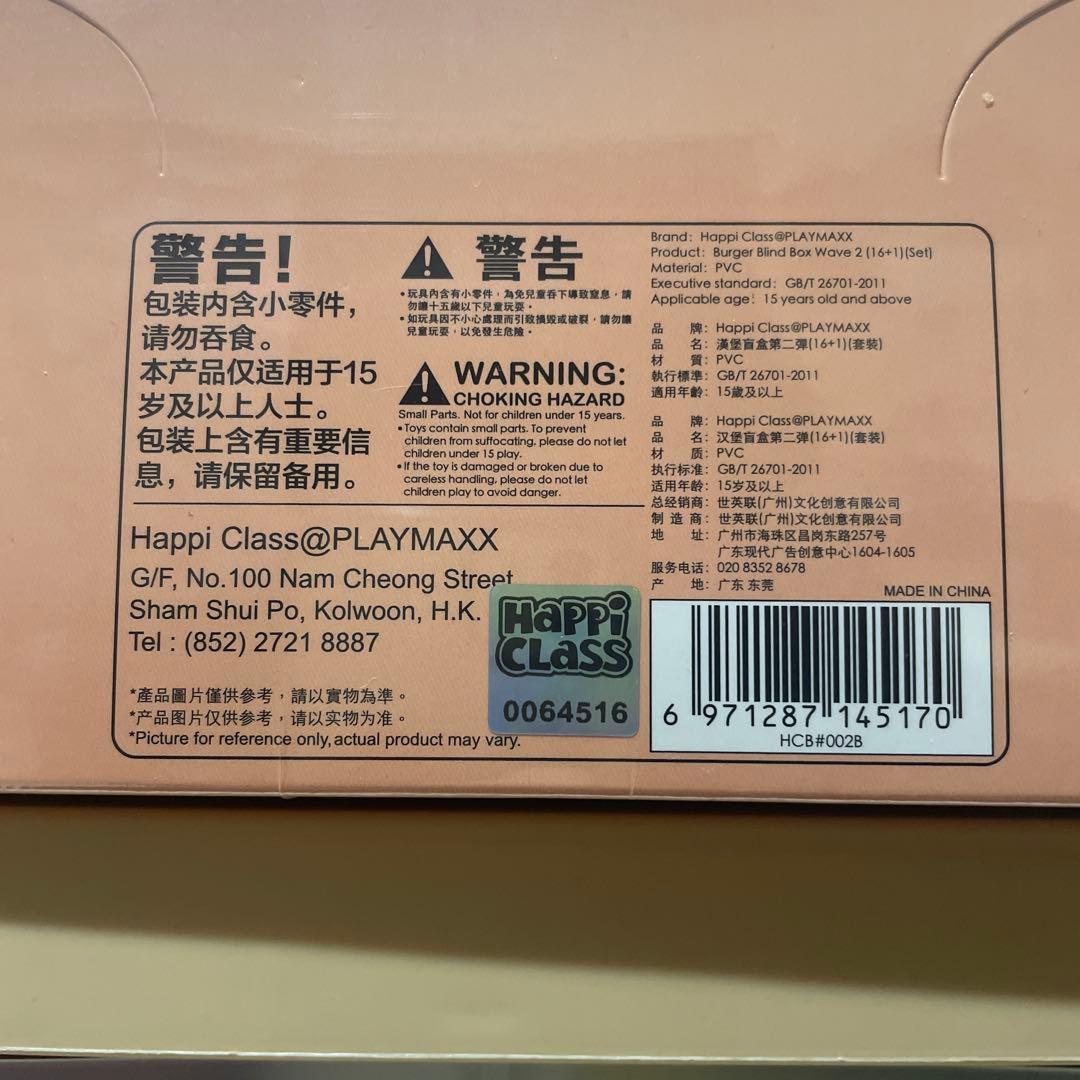 警告!
包装内含小零件，
请勿吞食。
本产品仅适用于15
岁及以上人士。
包装上含有重要信
息，请保留备用。
警告
•玩具內含有小零件，為免兒童吞下導致窒息，請
勿讓十五歲以下兒童玩耍。
•如玩具因不小心處理而引致損毀或破裂，請勿讓
兒童玩耍，以免發生危險。
WARNING:
CHOKING HAZARD
Small Parts. Not for children under 15 years.
•Toys contain small parts. To prevent
children from suffocating, please do not let
children under 15 play.
•If the toy is damaged or broken due to
careless handling, please do not let
children play to avoid danger.
Happi Class@PLAYMAXX
G/F, No.100 Nam Cheong Street
Sham Shui Po, Kolwoon, H.K.
Tel : (852) 2721 8887
*產品圖片僅供參考，請以實物為準。
*产品图片仅供参考，请以实物为准。
*Picture for reference only,actual product may vary.
HAPPI
CLASS
0064516
Brand: Happi Class@PLAYMAXX
Product: Burger Blind Box Wave 2 (16+1)(Set)
Material: PVC
Executive standard: GB/T 26701-2011
Applicable age: 15 years old and above
品 牌: Happi Class@PLAYMAXX
品 名: 漢堡盲盒第二彈(16+1)(套裝)
材 質: PVC
執行標準: GB/T 26701-2011
適用年齡: 15歲及以上
品 牌: Happi Class@PLAYMAXX
品 名: 汉堡盲盒第二弹(16+1)(套装)
材 质: PVC
执行标准: GB/T 26701-2011
适用年龄: 15岁及以上
总经销商: 世英联(广州)文化创意有限公司
制 造 商: 世英联(广州)文化创意有限公司
地 址: 广州市海珠区昌岗东路257号
广东现代广告创意中心1604-1605
服务电话: 020 8352 8678
产 地: 广东 东莞
MADE IN CHINA
6 971287 145170
HCB#002B